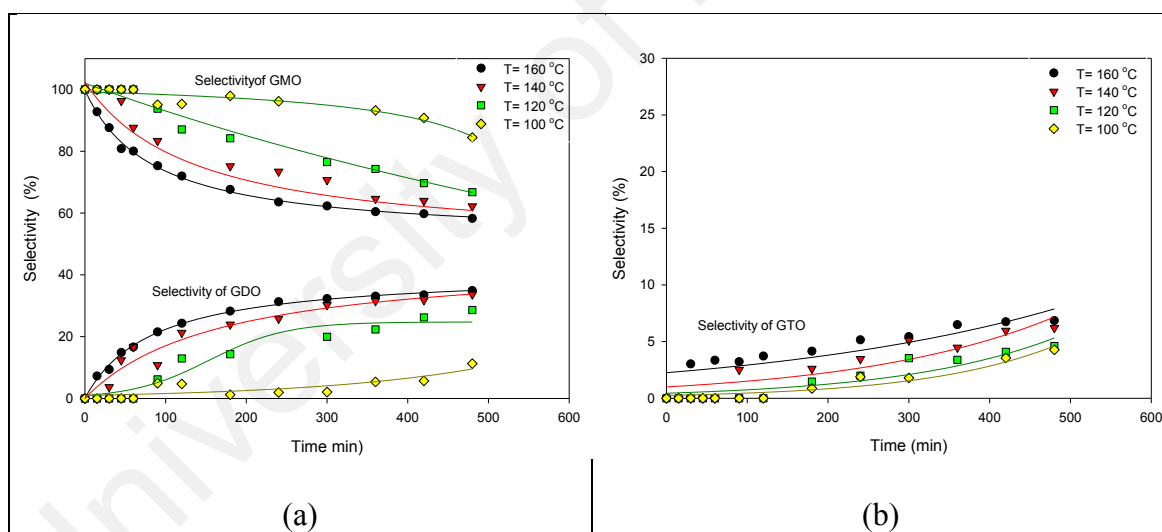 University of
Selectivityof GMO
Selectivity of GDO
T= 160 °C
T= 140 °C
T= 120 °C
T= 100 °C
Selectivity (%)
100
80
60
40
20
0
0 100 200 300 400 500 600
Time min)
(a)
Selectivity of GTO
T= 160 °C
T= 140 °C
T= 120 °C
T= 100 °C
Selectivity (%)
30
25
20
15
10
5
0
0 100 200 300 400 500 600
Time (min)
(b)